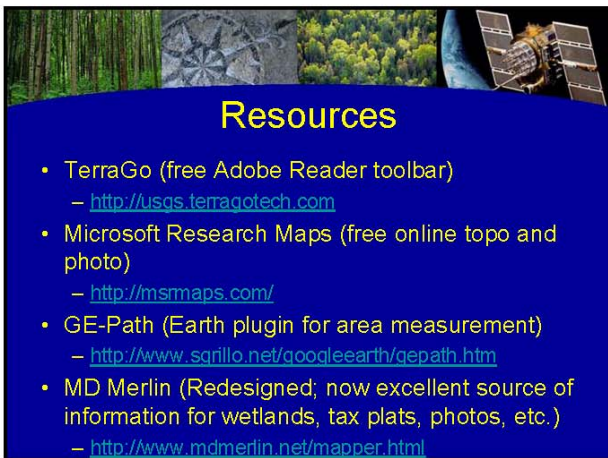 Resources
• TerraGo (free Adobe Reader toolbar)
– http://usgs.terragotech.com
• Microsoft Research Maps (free online topo and
photo)
– http://msrmaps.com/
• GE-Path (Earth plugin for area measurement)
– http://www.sgrillo.net/googleearth/gepath.htm
• MD Merlin (Redesigned; now excellent source of
information for wetlands, tax plats, photos, etc.)
– http://www.mdmerlin.net/mapper.html